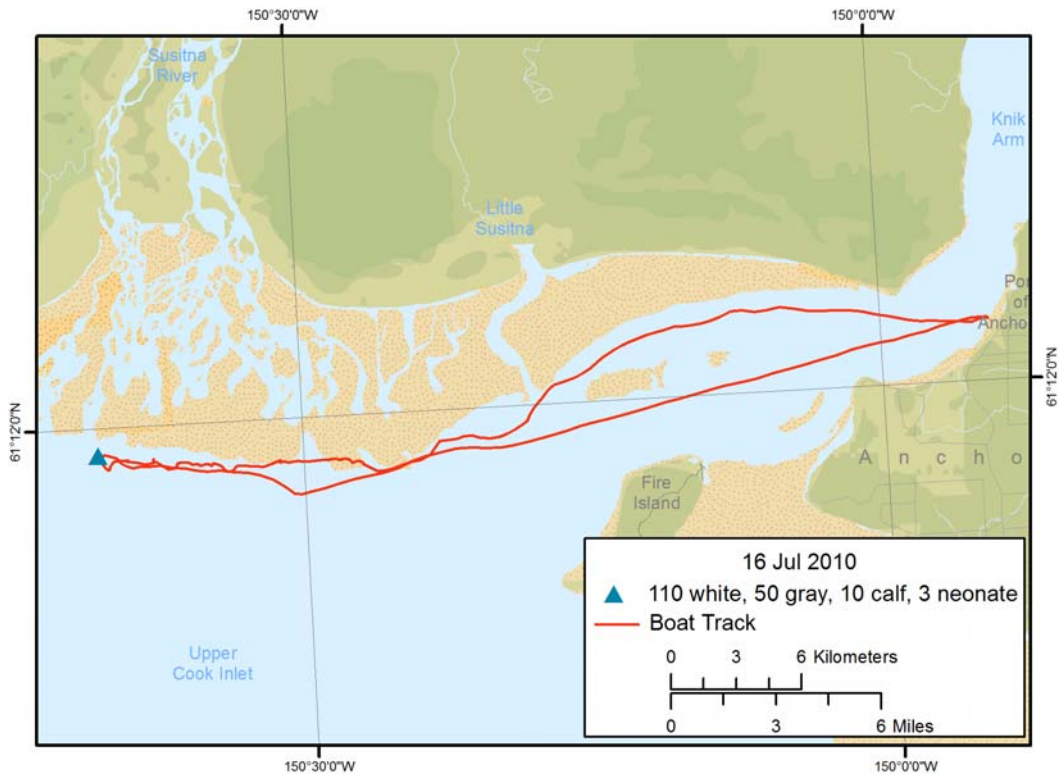 150°30'0"W
150°0'0"W
Susitna
River
Knik
Arm
Little
Susitna
Por
of
Ancho
61°12'0"N
61°12'0"N
Ancho
Fire
Island
16 Jul 2010
110 white, 50 gray, 10 calf, 3 neonate
Boat Track
0 3 6 Kilometers
0 3 6 Miles
Upper
Cook Inlet
150°30'0"W
150°0'0"W